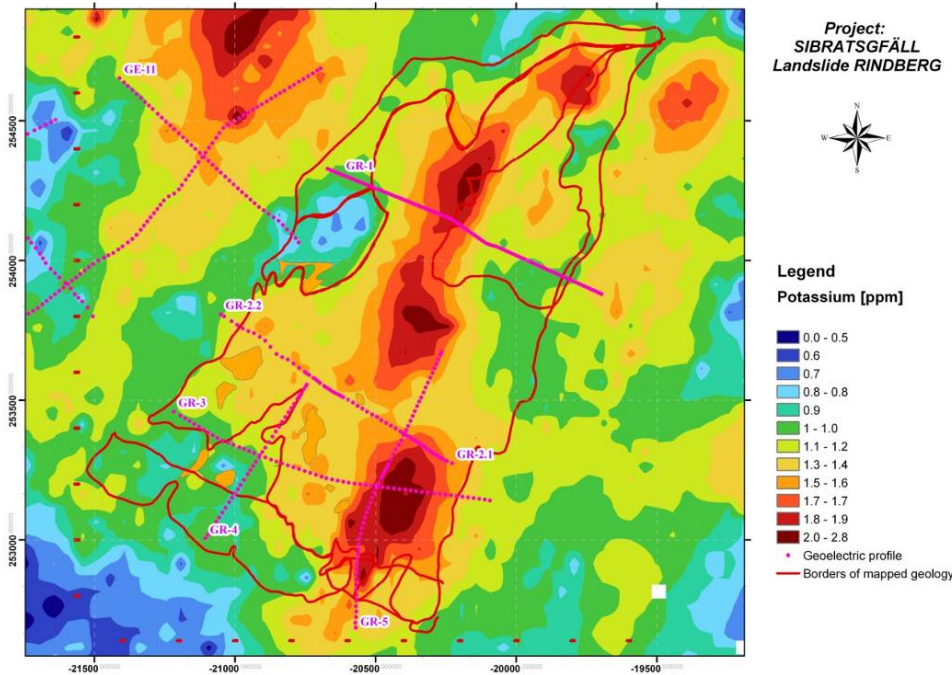 Project:
SIBRATSGFÄLL
Landslide RINDBERG
N
W E
S
GE-11
GR-1
GR-2.2
GR-3
GR-2.1
GR-4
GR-5
254500
254000
253500
253000
-21500 -21000 -20500 -20000 -19500
Legend
Potassium [ppm]
0.0 - 0.5
0.6
0.7
0.8 - 0.8
0.9
1 - 1.0
1.1 - 1.2
1.3 - 1.4
1.5 - 1.6
1.7 - 1.7
1.8 - 1.9
2.0 - 2.8
Geoelectric profile
Borders of mapped geology